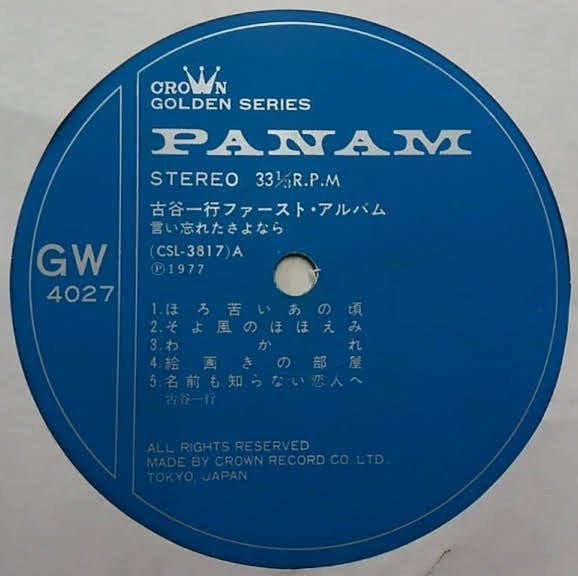 CROWN
GOLDEN SERIES
PANAM
STEREO 33⅓R.P.M
古谷一行ファースト・アルバム
言い忘れたさよなら
(CSL-3817)A
Ⓟ1977
GW
4027
1.ほろ苦いあの頃
2.そよ風のほほえみ
3.わかれ
4.絵画きの部屋
5.名前も知らない恋人へ
古谷一行
ALL RIGHTS RESERVED
MADE BY CROWN RECORD CO.LTD.
TOKYO, JAPAN